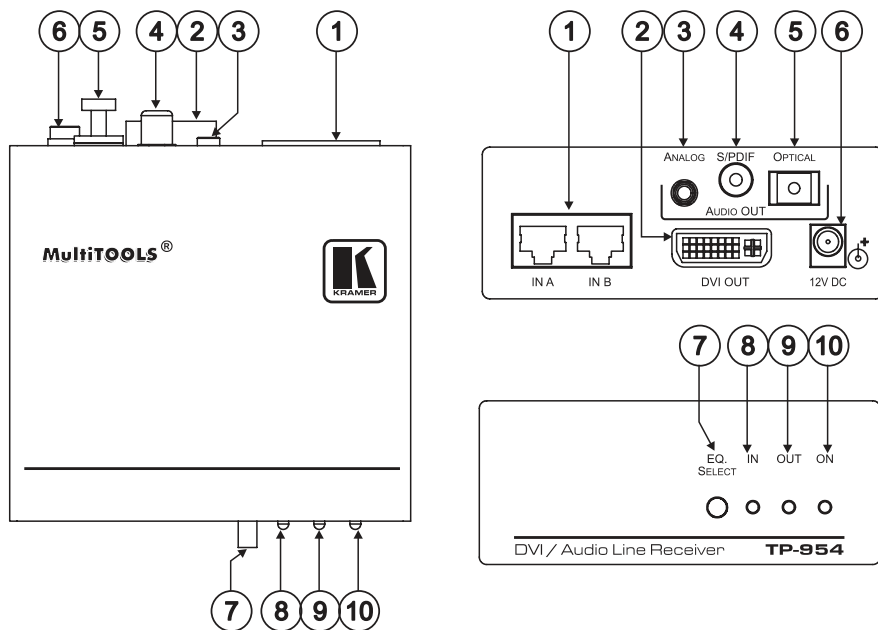 6 5 4 2 3 1
MultiTOOLS®
K
KRAMER
7 8 9 10
1 2 3 4 5 6
ANALOG S/PDIF OPTICAL
AUDIO OUT
IN A IN B DVI OUT 12V DC
+
7 8 9 10
EQ. SELECT IN OUT ON
DVI / Audio Line Receiver TP-954